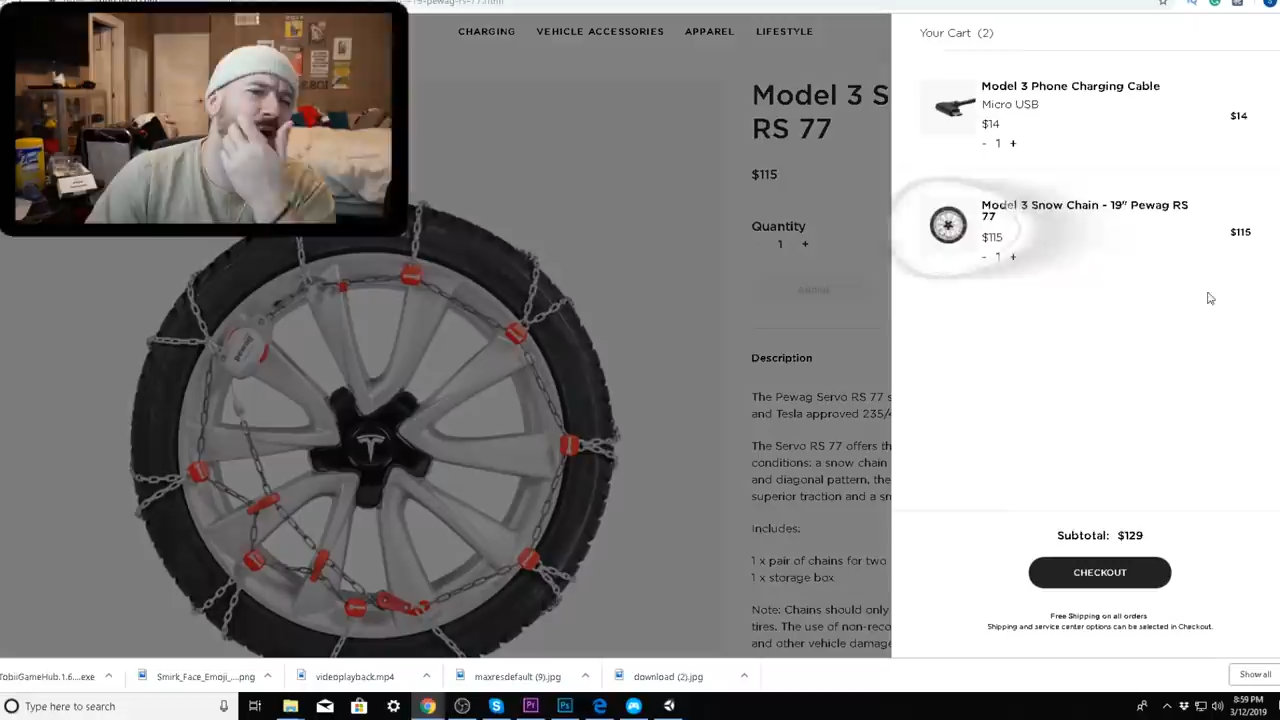 CHARGING VEHICLE ACCESSORIES APPAREL LIFESTYLE
Model 3 S
RS 77
$115
Quantity
1 +
Description
The Pewag Servo RS 77 s
and Tesla approved 235/4
The Servo RS 77 offers th
conditions: a snow chain
and diagonal pattern, the
superior traction and a sm
Includes:
1 x pair of chains for two
1 x storage box
Note: Chains should only
tires. The use of non-reco
and other vehicle damage
Your Cart (2)
Model 3 Phone Charging Cable
Micro USB
$14
- 1 +
$14
Model 3 Snow Chain - 19" Pewag RS
77
$115
- 1 +
$115
Subtotal: $129
CHECKOUT
Free Shipping on all orders
Shipping and service center options can be selected in Checkout.
pewag
TobiiGameHub.1.6....exe
Smirk_Face_Emoji_....png
videoplayback.mp4
maxresdefault (9).jpg
download (2).jpg
Show all
Type here to search
8:59 PM
3/12/2019